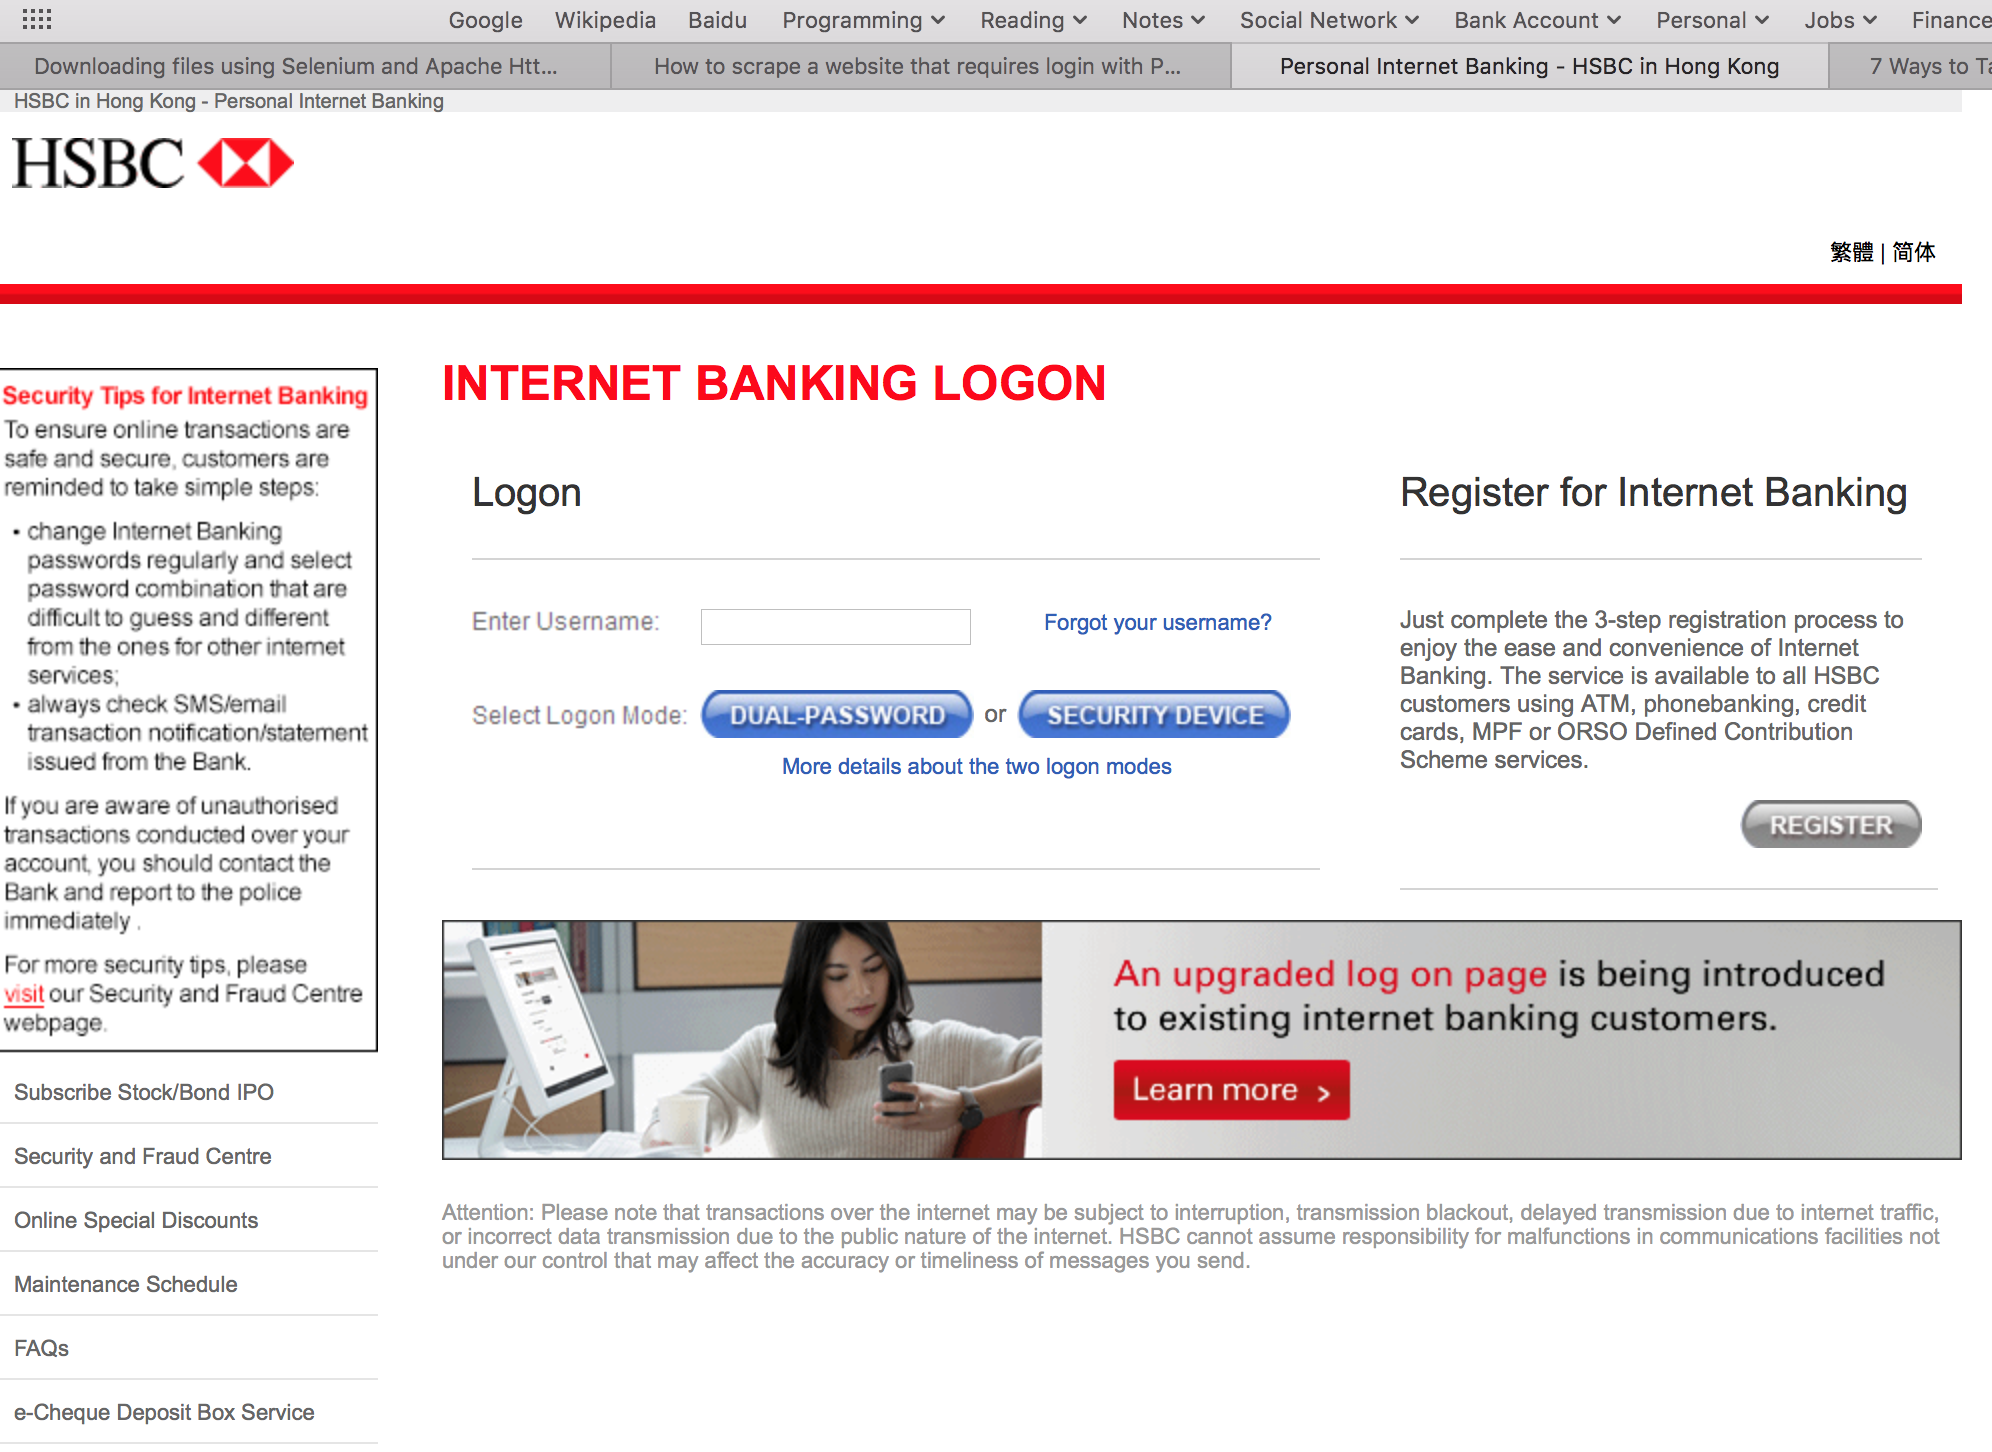 Google Wikipedia Baidu Programming Reading Notes Social Network Bank Account Personal Jobs Finance
Downloading files using Selenium and Apache Htt... How to scrape a website that requires login with P... Personal Internet Banking - HSBC in Hong Kong 7 Ways to
HSBC in Hong Kong - Personal Internet Banking
HSBC
繁體 | 简体
Security Tips for Internet Banking
To ensure online transactions are
safe and secure, customers are
reminded to take simple steps:
• change Internet Banking
passwords regularly and select
password combination that are
difficult to guess and different
from the ones for other internet
services;
• always check SMS/email
transaction notification/statement
issued from the Bank.
If you are aware of unauthorised
transactions conducted over your
account, you should contact the
Bank and report to the police
immediately .
For more security tips, please
visit our Security and Fraud Centre
webpage.
Subscribe Stock/Bond IPO
Security and Fraud Centre
Online Special Discounts
Maintenance Schedule
FAQs
e-Cheque Deposit Box Service
INTERNET BANKING LOGON
Logon
Enter Username: Forgot your username?
Select Logon Mode: DUAL-PASSWORD or SECURITY DEVICE
More details about the two logon modes
Register for Internet Banking
Just complete the 3-step registration process to
enjoy the ease and convenience of Internet
Banking. The service is available to all HSBC
customers using ATM, phonebanking, credit
cards, MPF or ORSO Defined Contribution
Scheme services.
REGISTER
An upgraded log on page is being introduced
to existing internet banking customers.
Learn more >
Attention: Please note that transactions over the internet may be subject to interruption, transmission blackout, delayed transmission due to internet traffic,
or incorrect data transmission due to the public nature of the internet. HSBC cannot assume responsibility for malfunctions in communications facilities not
under our control that may affect the accuracy or timeliness of messages you send.